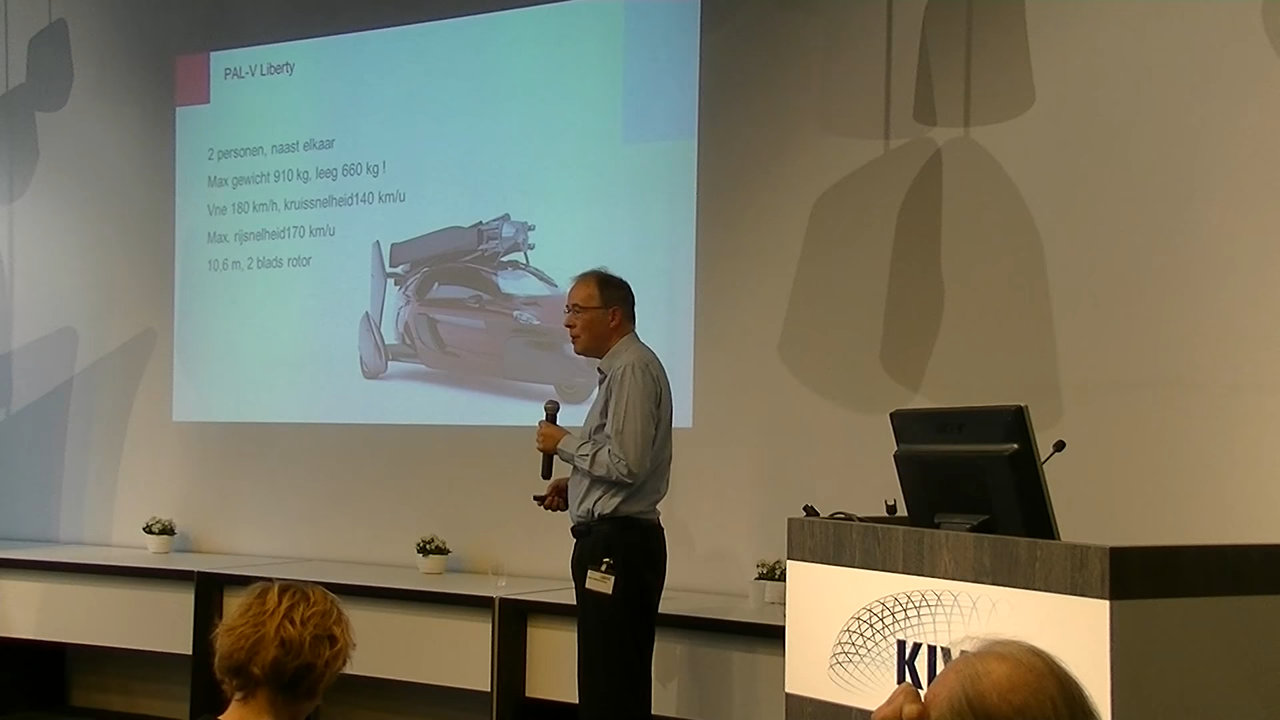 PAL-V Liberty
2 personen, naast elkaar
Max gewicht 910 kg, leeg 660 kg !
Vne 180 km/h, kruissnelheid140 km/u
Max. rijsnelheid170 km/u
10,6 m, 2 blads rotor